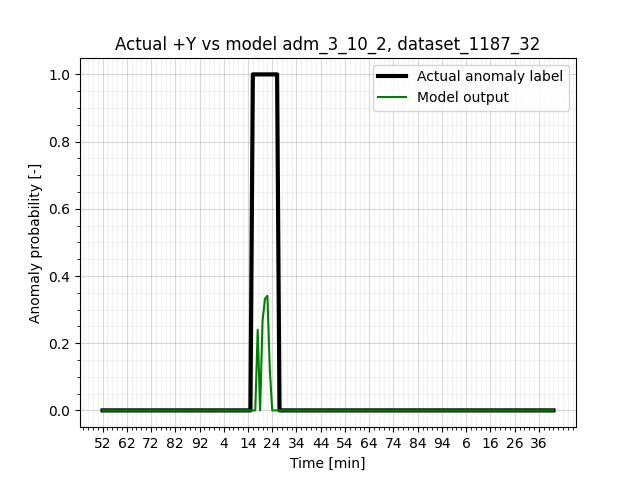 Actual +Y vs model adm_3_10_2, dataset_1187_32
Actual anomaly label
Model output
1.0
0.8
0.6
0.4
0.2
0.0
Anomaly probability [-]
52 62 72 82 92 4 14 24 34 44 54 64 74 84 94 6 16 26 36
Time [min]